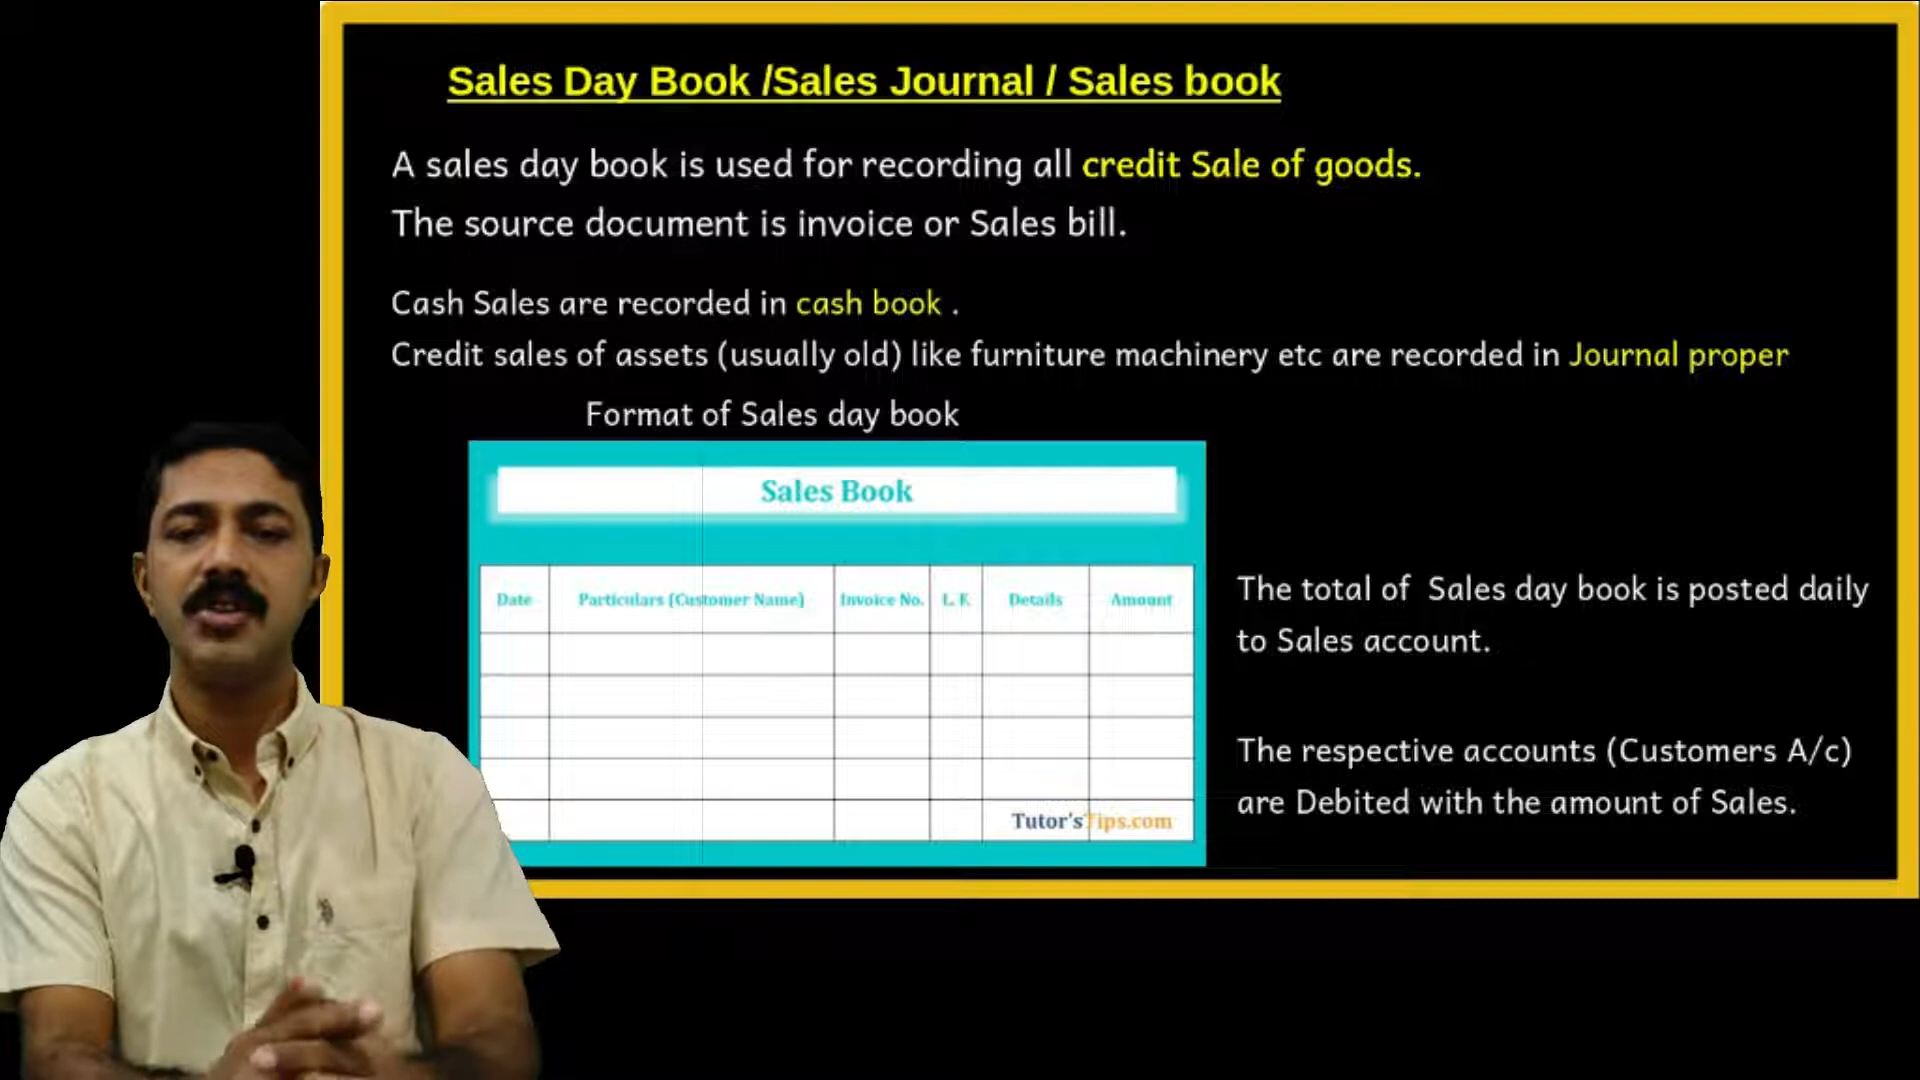 Sales Day Book /Sales Journal / Sales book
A sales day book is used for recording all credit Sale of goods.
The source document is invoice or Sales bill.
Cash Sales are recorded in cash book .
Credit sales of assets (usually old) like furniture machinery etc are recorded in Journal proper
Format of Sales day book
Sales Book
Date Particulars (Customer Name) Invoice No. L. F. Details Amount
Tutor'sTips.com
The total of Sales day book is posted daily
to Sales account.
The respective accounts (Customers A/c)
are Debited with the amount of Sales.